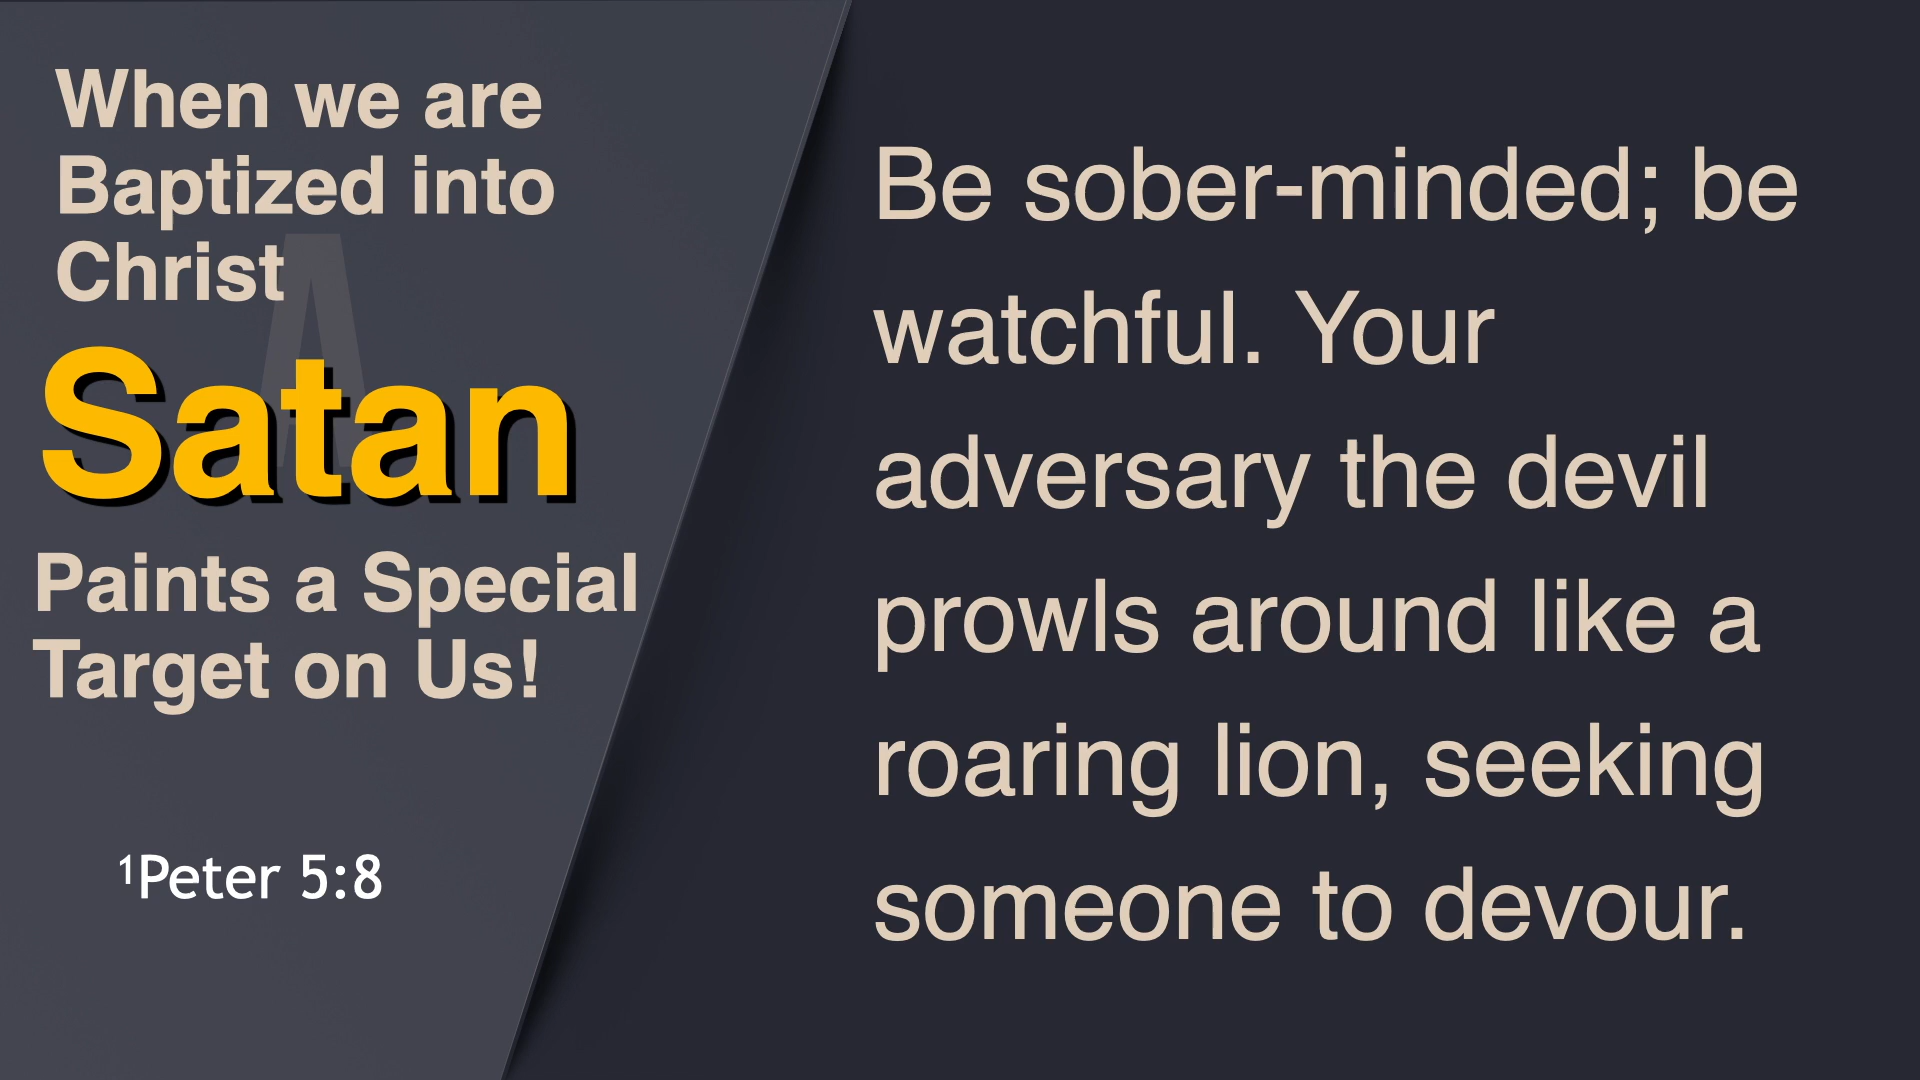 When we are
Baptized into
Christ
A
Satan
Paints a Special
Target on Us!
¹Peter 5:8
Be sober-minded; be
watchful. Your
adversary the devil
prowls around like a
roaring lion, seeking
someone to devour.